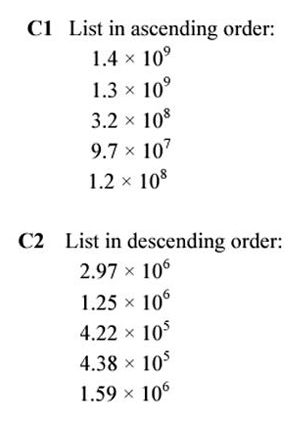 C1 List in ascending order:
1.4 × 10⁹
1.3 × 10⁹
3.2 × 10⁸
9.7 × 10⁷
1.2 × 10⁸
C2 List in descending order:
2.97 × 10⁶
1.25 × 10⁶
4.22 × 10⁵
4.38 × 10⁵
1.59 × 10⁶